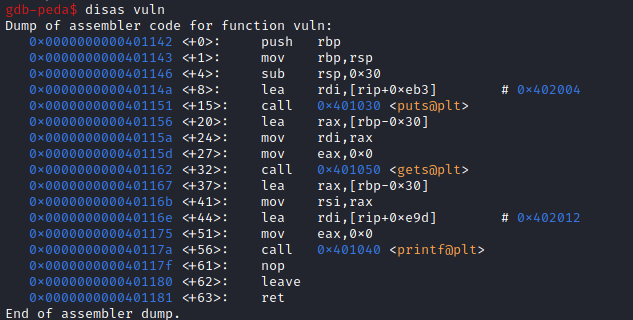 gdb-peda$ disas vuln
Dump of assembler code for function vuln:
0×0000000000401142 <+0>: push rbp
0×0000000000401143 <+1>: mov rbp,rsp
0×0000000000401146 <+4>: sub rsp,0×30
0×000000000040114a <+8>: lea rdi,[rip+0×eb3] # 0×402004
0×0000000000401151 <+15>: call 0×401030 <puts@plt>
0×0000000000401156 <+20>: lea rax,[rbp-0×30]
0×000000000040115a <+24>: mov rdi,rax
0×000000000040115d <+27>: mov eax,0×0
0×0000000000401162 <+32>: call 0×401050 <gets@plt>
0×0000000000401167 <+37>: lea rax,[rbp-0×30]
0×000000000040116b <+41>: mov rsi,rax
0×000000000040116e <+44>: lea rdi,[rip+0×e9d] # 0×402012
0×0000000000401175 <+51>: mov eax,0×0
0×000000000040117a <+56>: call 0×401040 <printf@plt>
0×000000000040117f <+61>: nop
0×0000000000401180 <+62>: leave
0×0000000000401181 <+63>: ret
End of assembler dump.